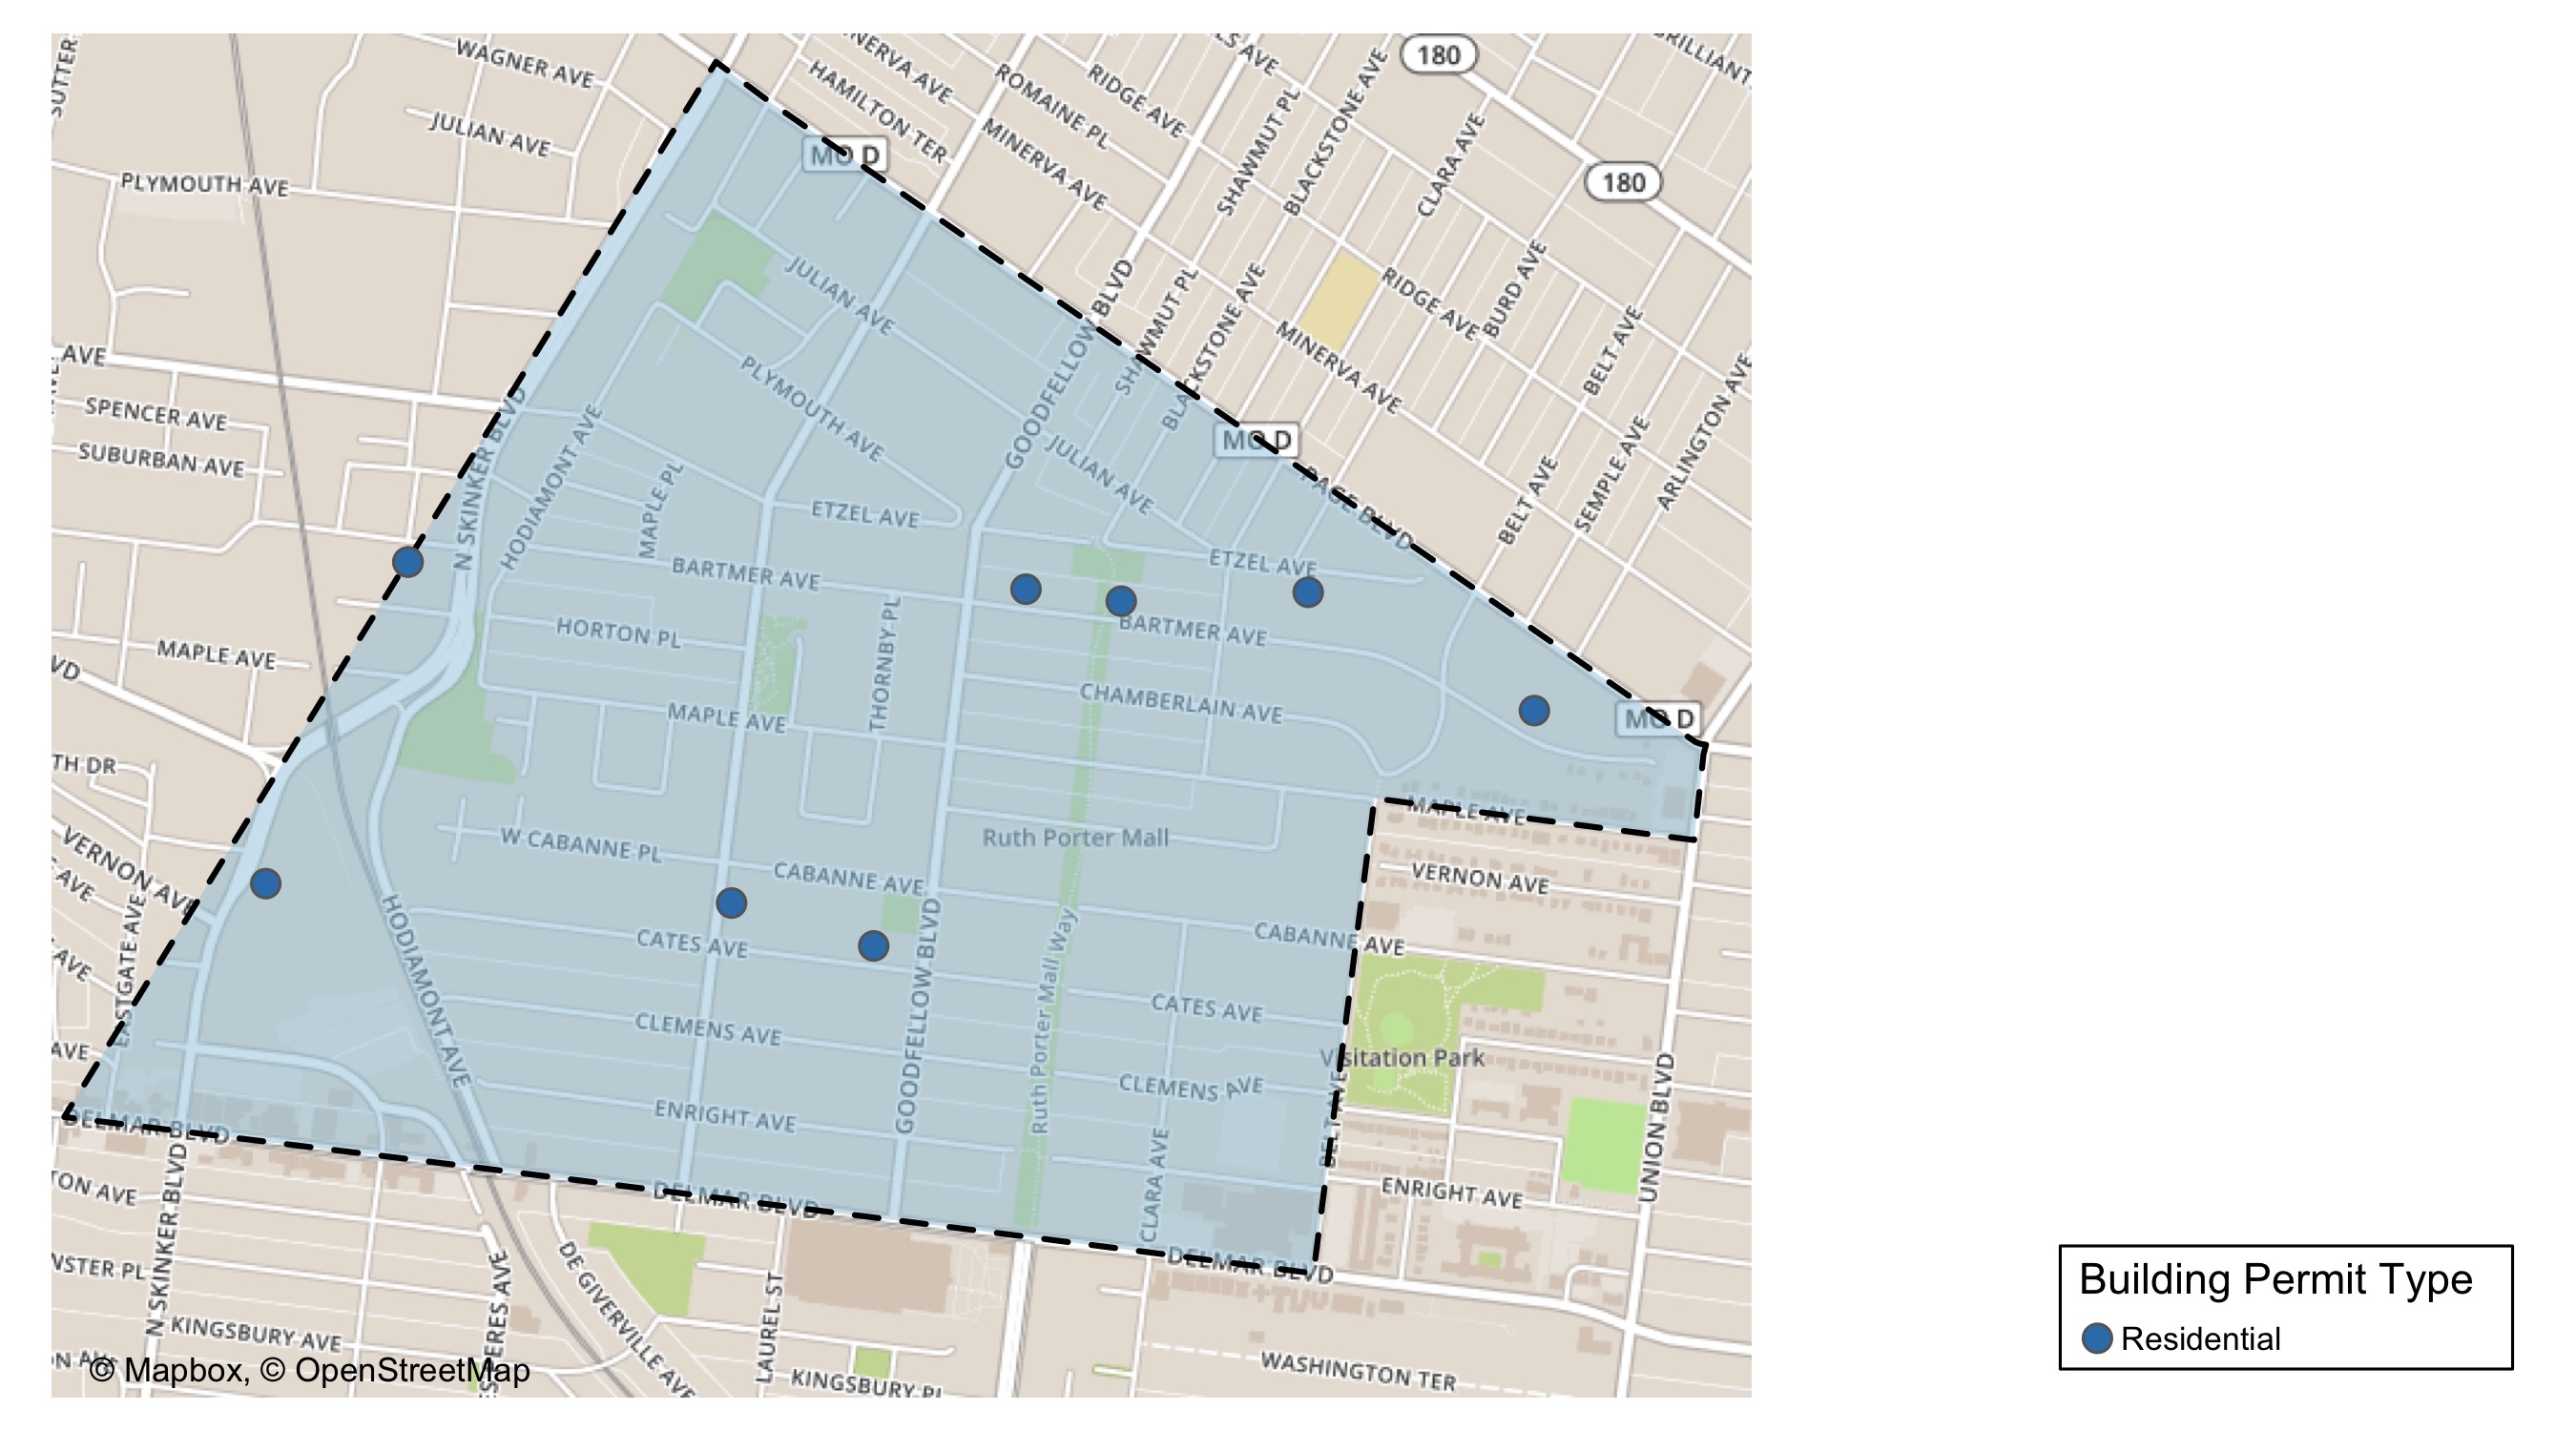 SUTTER
WAGNER AVE
JULIAN AVE
PLYMOUTH AVE
HAMILTON TER
ROMAINE PL
RIDGE AVE
MINERVA AVE
SHAWMUT PL
BLACKSTONE AVE
180
CLARA AVE
180
MO D
JULIAN AVE
GOODFELLOW BLVD
SHAWMUT PL
BLACKSTONE AVE
RIDGE AVE
BURD AVE
MINERVA AVE
BELT AVE
AVE
SPENCER AVE
SUBURBAN AVE
N SKINKER BLVD
HODIAMONT AVE
MAPLE PL
PLYMOUTH AVE
ETZEL AVE
JULIAN AVE
MO D
PAGE BLVD
BELT AVE
SEMPLE AVE
ARLINGTON AVE
BARTMER AVE
ETZEL AVE
HORTON PL
THORNBY PL
BARTMER AVE
MAPLE AVE
VD
MAPLE AVE
CHAMBERLAIN AVE
MO D
TH DR
MAPLE AVE
VERNON AVE
W CABANNE PL
CABANNE AVE
Ruth Porter Mall
VERNON AVE
AVE
EASTGATE AVE
HODIAMONT AVE
CATES AVE
GOODFELLOW BLVD
Ruth Porter Mall Way
CABANNE AVE
AVE
CATES AVE
CLEMENS AVE
Visitation Park
AVE
CLEMENS AVE
ENRIGHT AVE
BELT AVE
UNION BLVD
DELMAR BLVD
CLARA AVE
ENRIGHT AVE
TON AVE
N SKINKER BLVD
DELMAR BLVD
DELMAR BLVD
NSTER PL
DE GIVERVILLE AVE
LAUREL ST
KINGSBURY AVE
WASHINGTON TER
KINGSBURY PL
© Mapbox, © OpenStreetMap
Building Permit Type
Residential